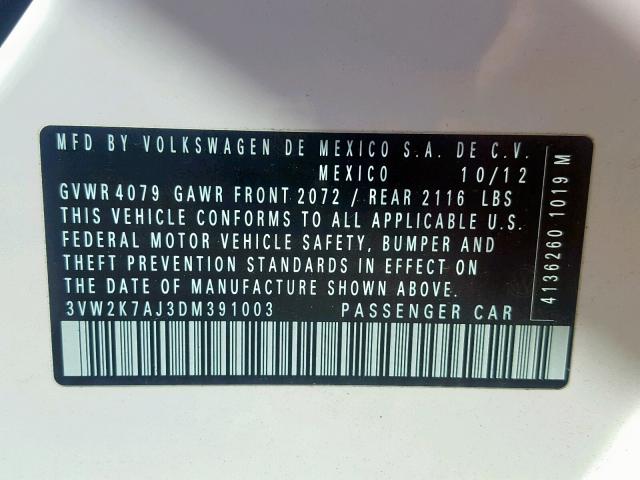 MFD BY VOLKSWAGEN DE MEXICO S.A. DE C.V.
MEXICO 10/12
GVWR 4079 GAWR FRONT 2072 / REAR 2116 LBS
THIS VEHICLE CONFORMS TO ALL APPLICABLE U.S.
FEDERAL MOTOR VEHICLE SAFETY, BUMPER AND
THEFT PREVENTION STANDARDS IN EFFECT ON
THE DATE OF MANUFACTURE SHOWN ABOVE.
3VW2K7AJ3DM391003 PASSENGER CAR
4136260 1019 M